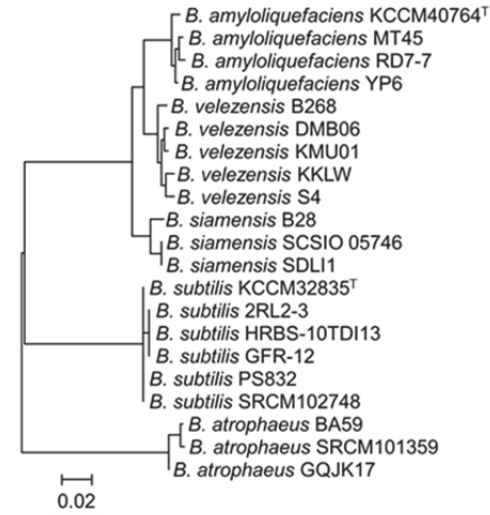 B. amyloliquefaciens KCCM40764ᵀ
B. amyloliquefaciens MT45
B. amyloliquefaciens RD7-7
B. amyloliquefaciens YP6
B. velezensis B268
B. velezensis DMB06
B. velezensis KMU01
B. velezensis KKLW
B. velezensis S4
B. siamensis B28
B. siamensis SCSIO 05746
B. siamensis SDLI1
B. subtilis KCCM32835ᵀ
B. subtilis 2RL2-3
B. subtilis HRBS-10TDI13
B. subtilis GFR-12
B. subtilis PS832
B. subtilis SRCM102748
B. atrophaeus BA59
B. atrophaeus SRCM101359
B. atrophaeus GQJK17
0.02